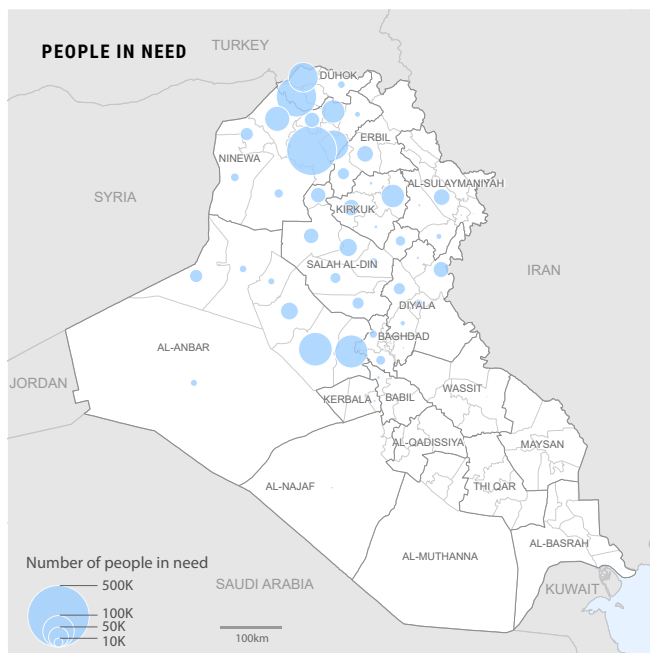 TURKEY
PEOPLE IN NEED
DUHOK
ERBIL
NINEWA
AL-SULAYMANIYAH
SYRIA
KIRKUK
SALAH AL-DIN
IRAN
DIYALA
BAGHDAD
AL-ANBAR
JORDAN
WASSIT
KERBALA
BABIL
AL-QADISSIYA
MAYSAN
AL-NAJAF
THI QAR
AL-BASRAH
AL-MUTHANNA
Number of people in need
500K
100K
50K
10K
SAUDI ARABIA
KUWAIT
100km